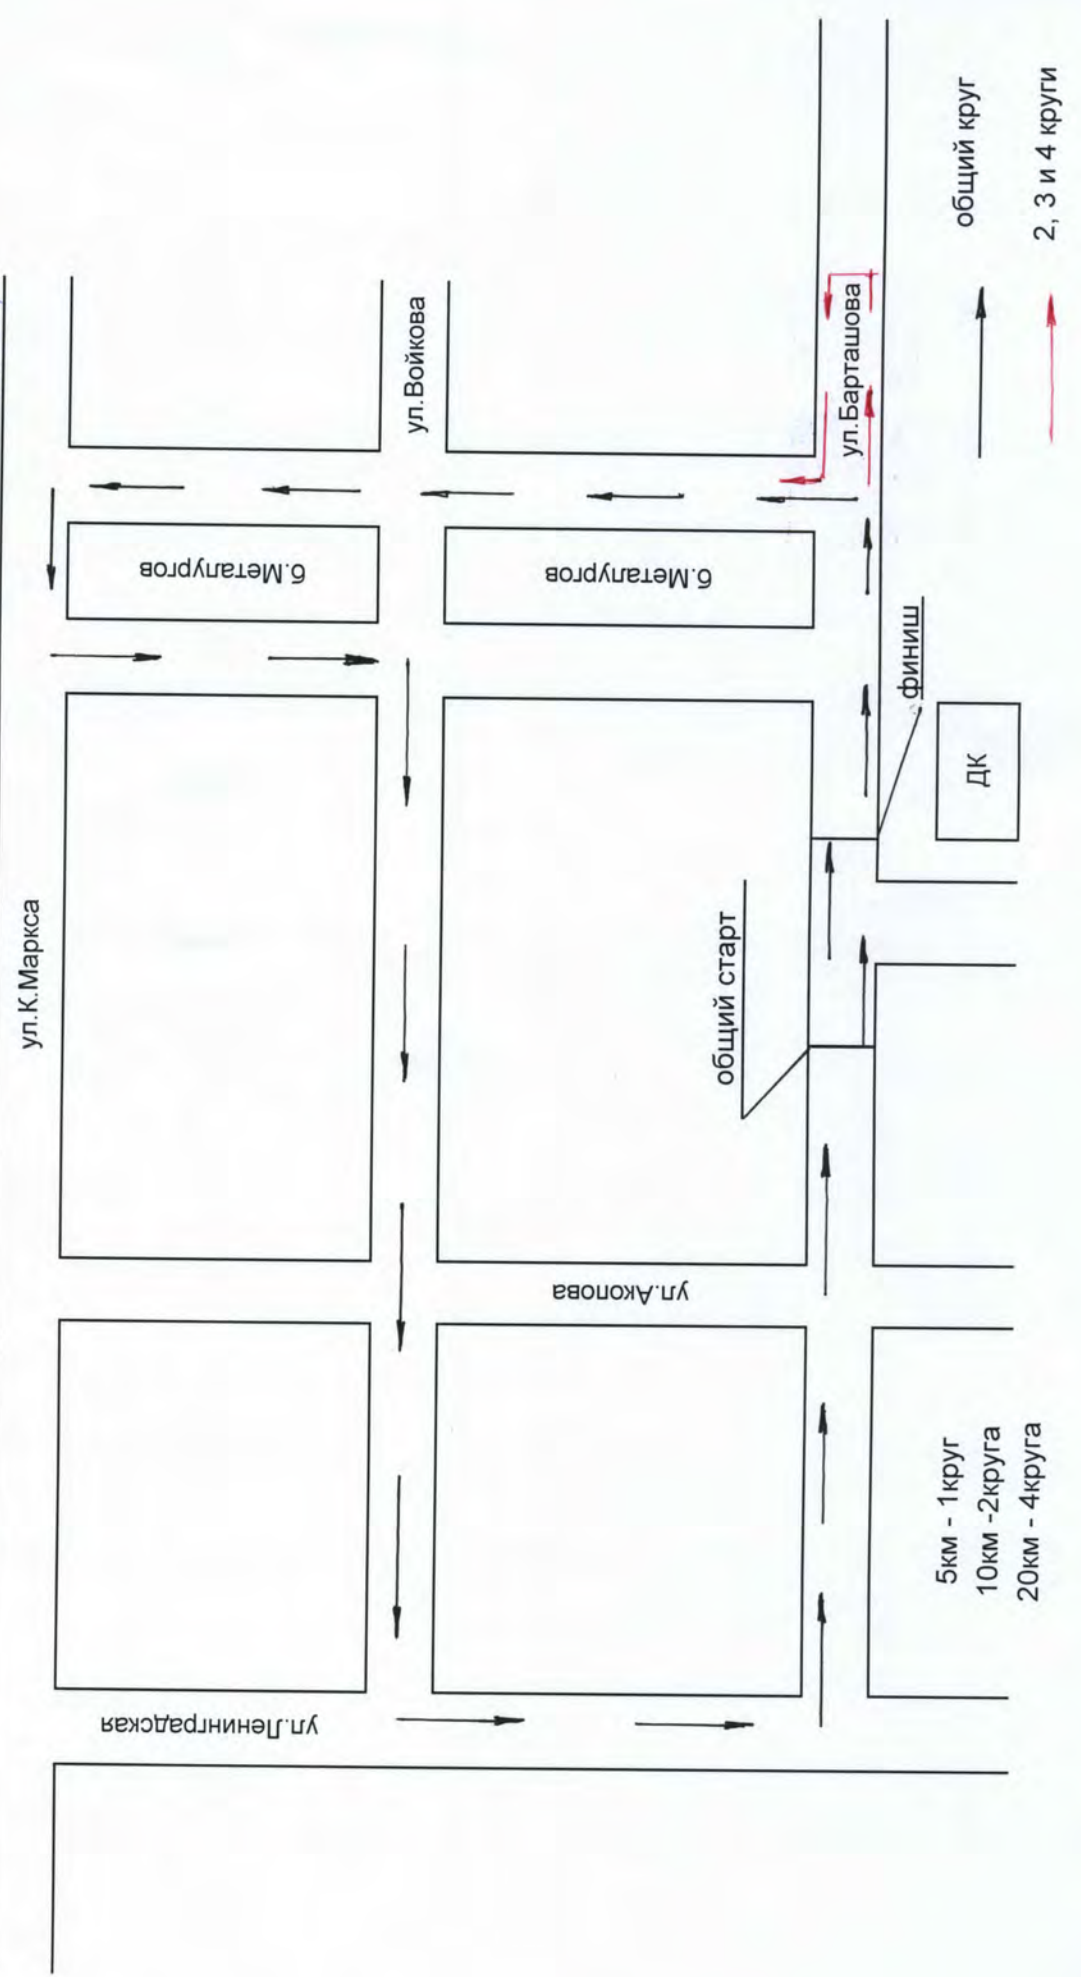 ул.К.Маркса
б.Металургов
ул.Войкова
б.Металургов
ул.Ленинградская
ул.Акопова
общий старт
ул.Барташова
финиш
ДК
общий круг
2, 3 и 4 круги
5км - 1круг
10км -2круга
20км - 4круга